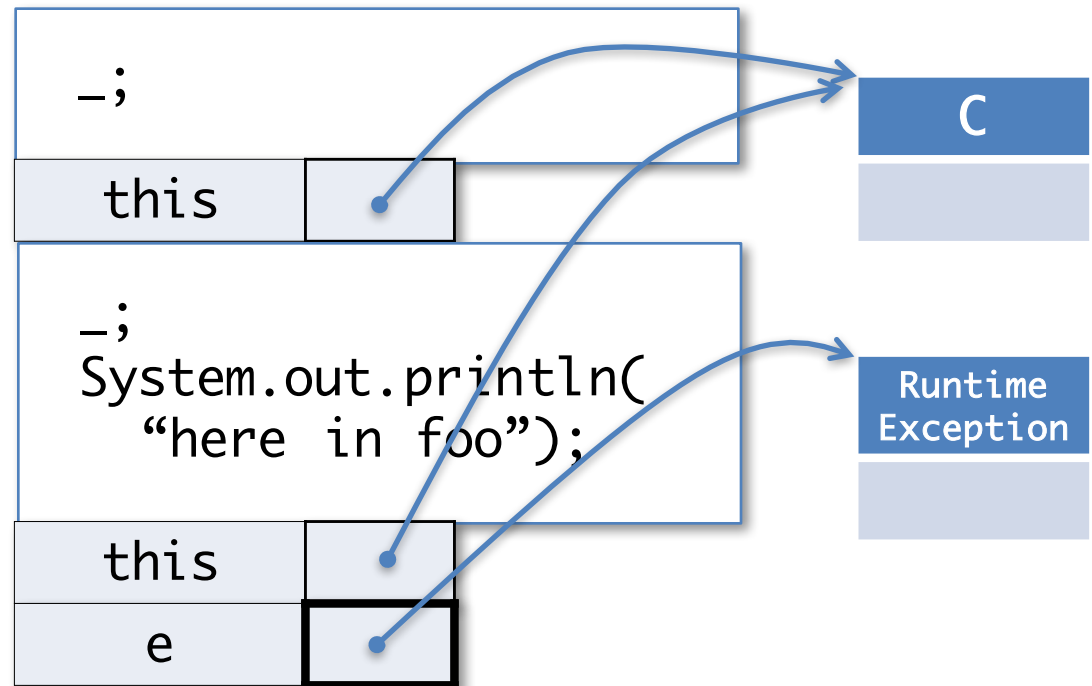 _;
C
this
_;
System.out.println(
“here in foo”);
Runtime
Exception
this
e